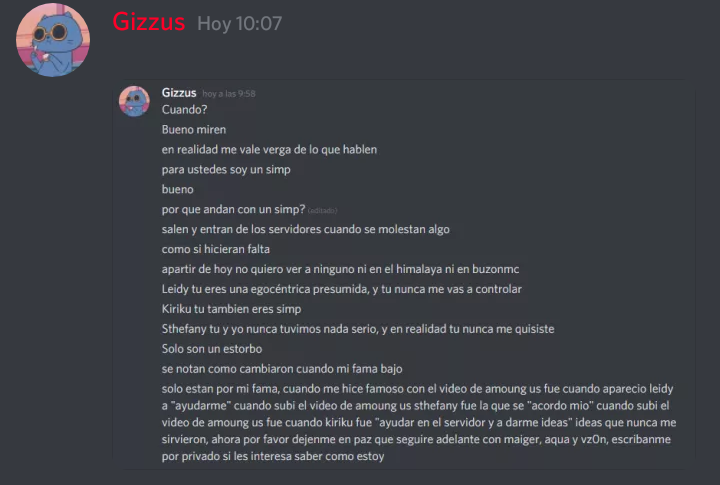 Gizzus Hoy 10:07
Gizzus hoy a las 9:58
Cuando?
Bueno miren
en realidad me vale verga de lo que hablen
para ustedes soy un simp
bueno
por que andan con un simp? (editado)
salen y entran de los servidores cuando se molestan algo
como si hicieran falta
apartir de hoy no quiero ver a ninguno ni en el himalaya ni en buzonmc
Leidy tu eres una egocéntrica presumida, y tu nunca me vas a controlar
Kiriku tu tambien eres simp
Sthefany tu y yo nunca tuvimos nada serio, y en realidad tu nunca me quisiste
Solo son un estorbo
se notan como cambiaron cuando mi fama bajo
solo estan por mi fama, cuando me hice famoso con el video de amoung us fue cuando aparecio leidy
a "ayudarme" cuando subi el video de amoung us sthefany fue la que se "acordo mio" cuando subi el
video de amoung us fue cuando kiriku fue "ayudar en el servidor y a darme ideas" ideas que nunca me
sirvieron, ahora por favor dejenme en paz que seguire adelante con maiger, aqua y vz0n, escribanme
por privado si les interesa saber como estoy